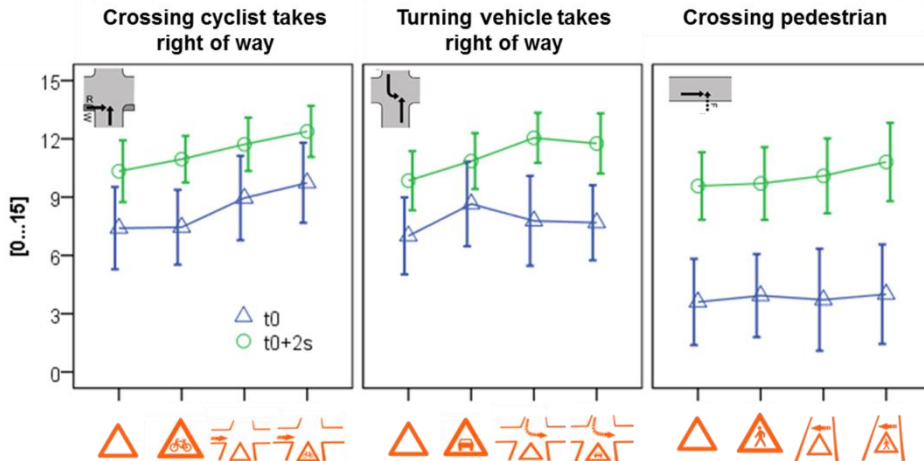 Crossing cyclist takes
right of way
Turning vehicle takes
right of way
Crossing pedestrian
15
12
9
6
3
0
[0...15]
R
W
F
t0
t0+2s